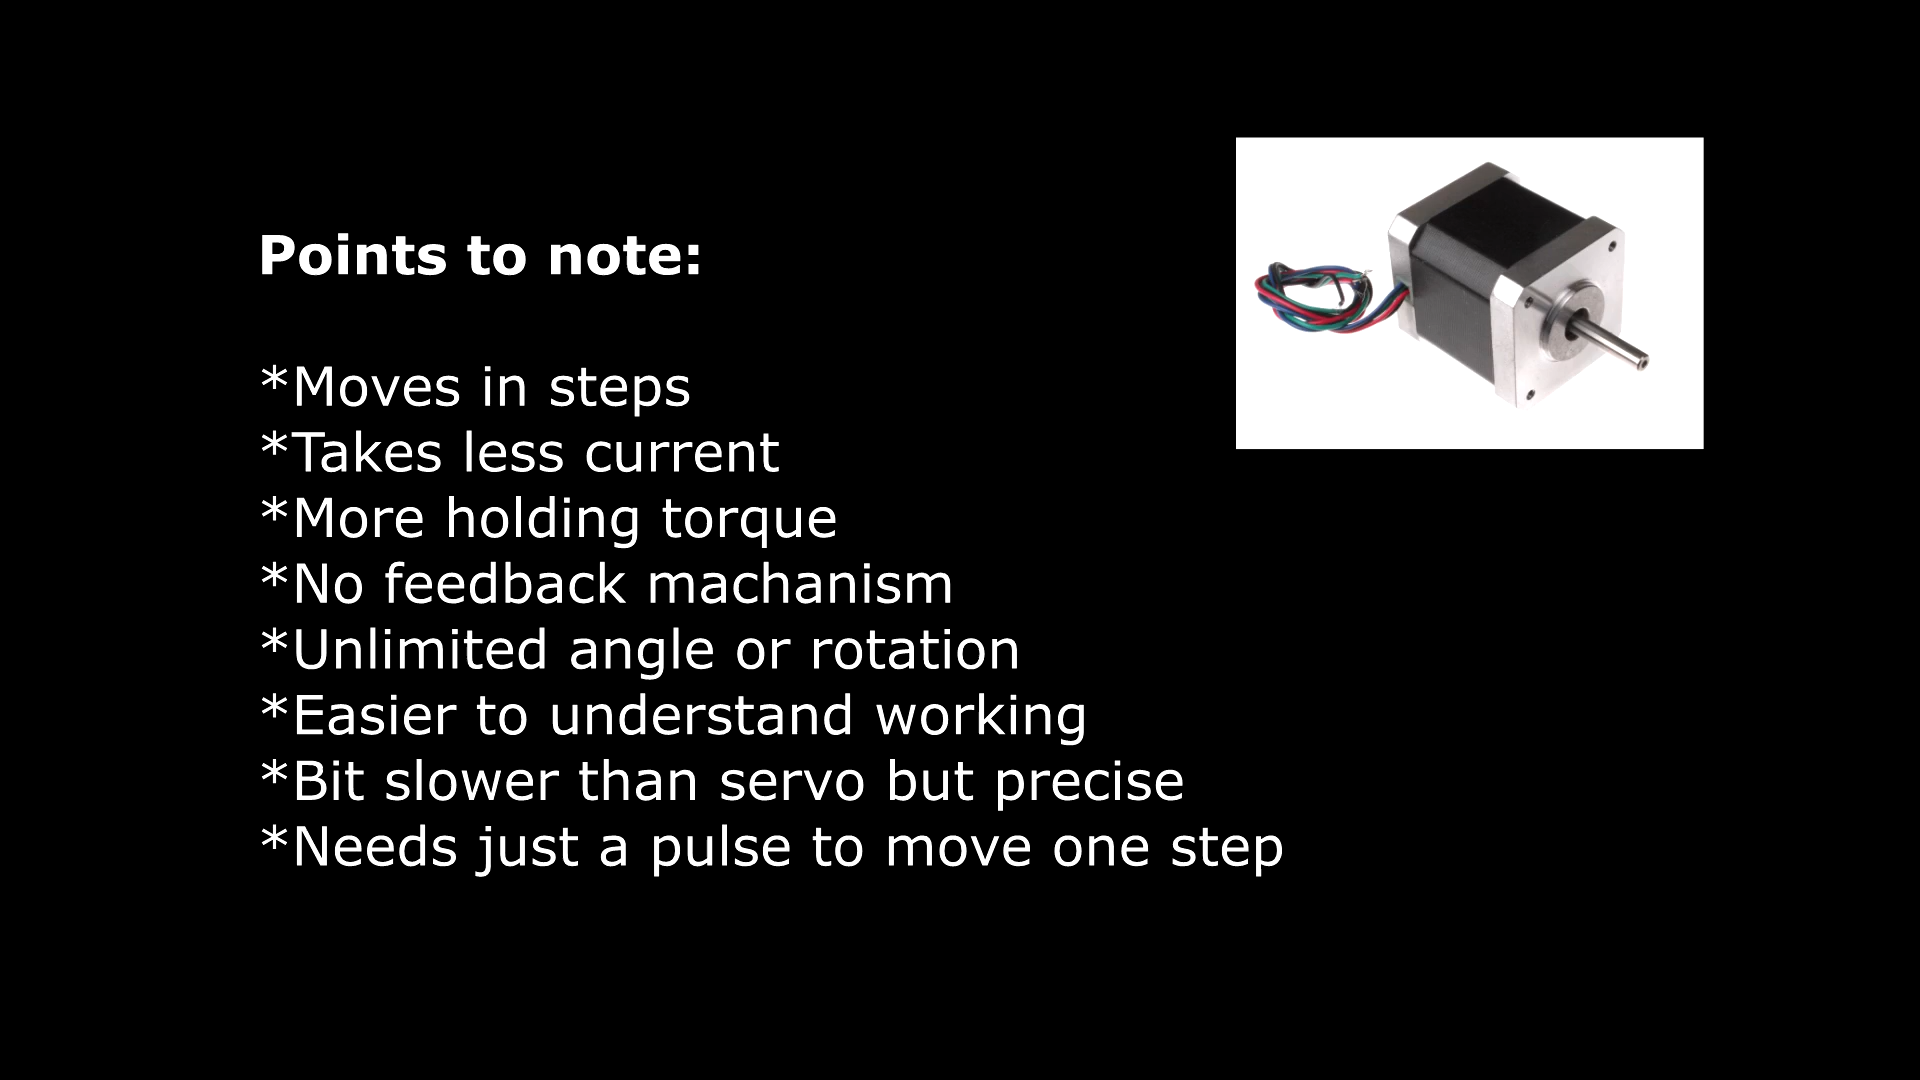 Points to note:
*Moves in steps
*Takes less current
*More holding torque
*No feedback machanism
*Unlimited angle or rotation
*Easier to understand working
*Bit slower than servo but precise
*Needs just a pulse to move one step